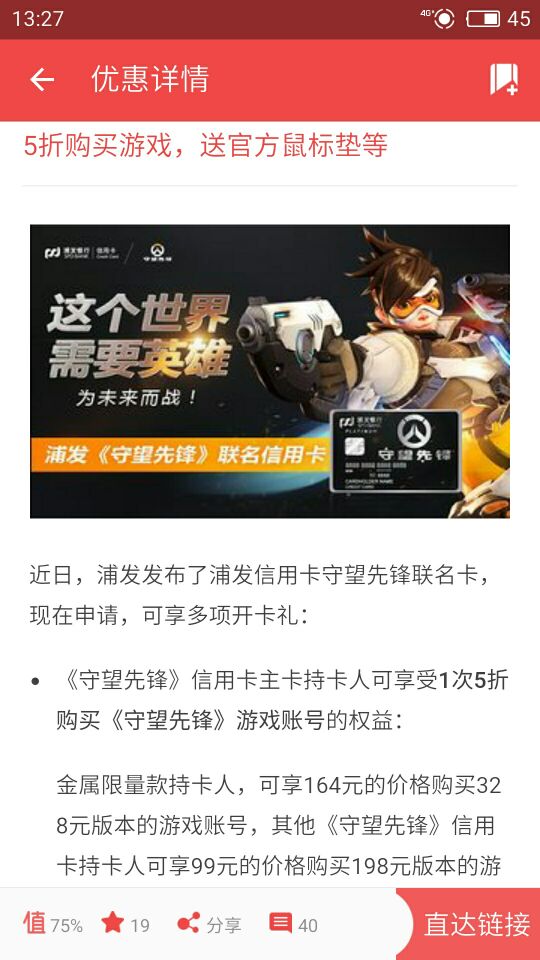 13:27
4G
45
优惠详情
5折购买游戏，送官方鼠标垫等
浦发银行
SPD BANK
信用卡
Credit Card
守望先锋
这个世界
需要英雄
为未来而战！
浦发《守望先锋》联名信用卡
浦发银行
PLATINUM
守望先锋
CARDHOLDER NAME
CREDIT CARD
近日，浦发发布了浦发信用卡守望先锋联名卡，
现在申请，可享多项开卡礼：
• 《守望先锋》信用卡主卡持卡人可享受1次5折
购买《守望先锋》游戏账号的权益：
金属限量款持卡人，可享164元的价格购买32
8元版本的游戏账号，其他《守望先锋》信用
卡持卡人可享99元的价格购买198元版本的游
值 75%
19
分享
40
直达链接